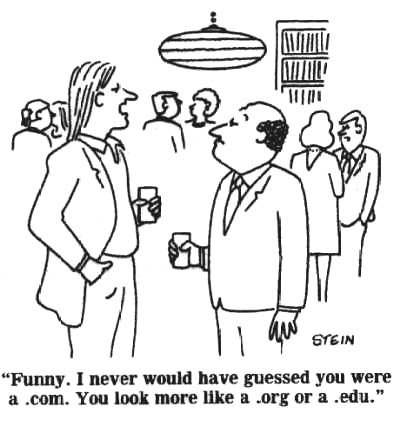 STEIN
“Funny. I never would have guessed you were
a .com. You look more like a .org or a .edu.”